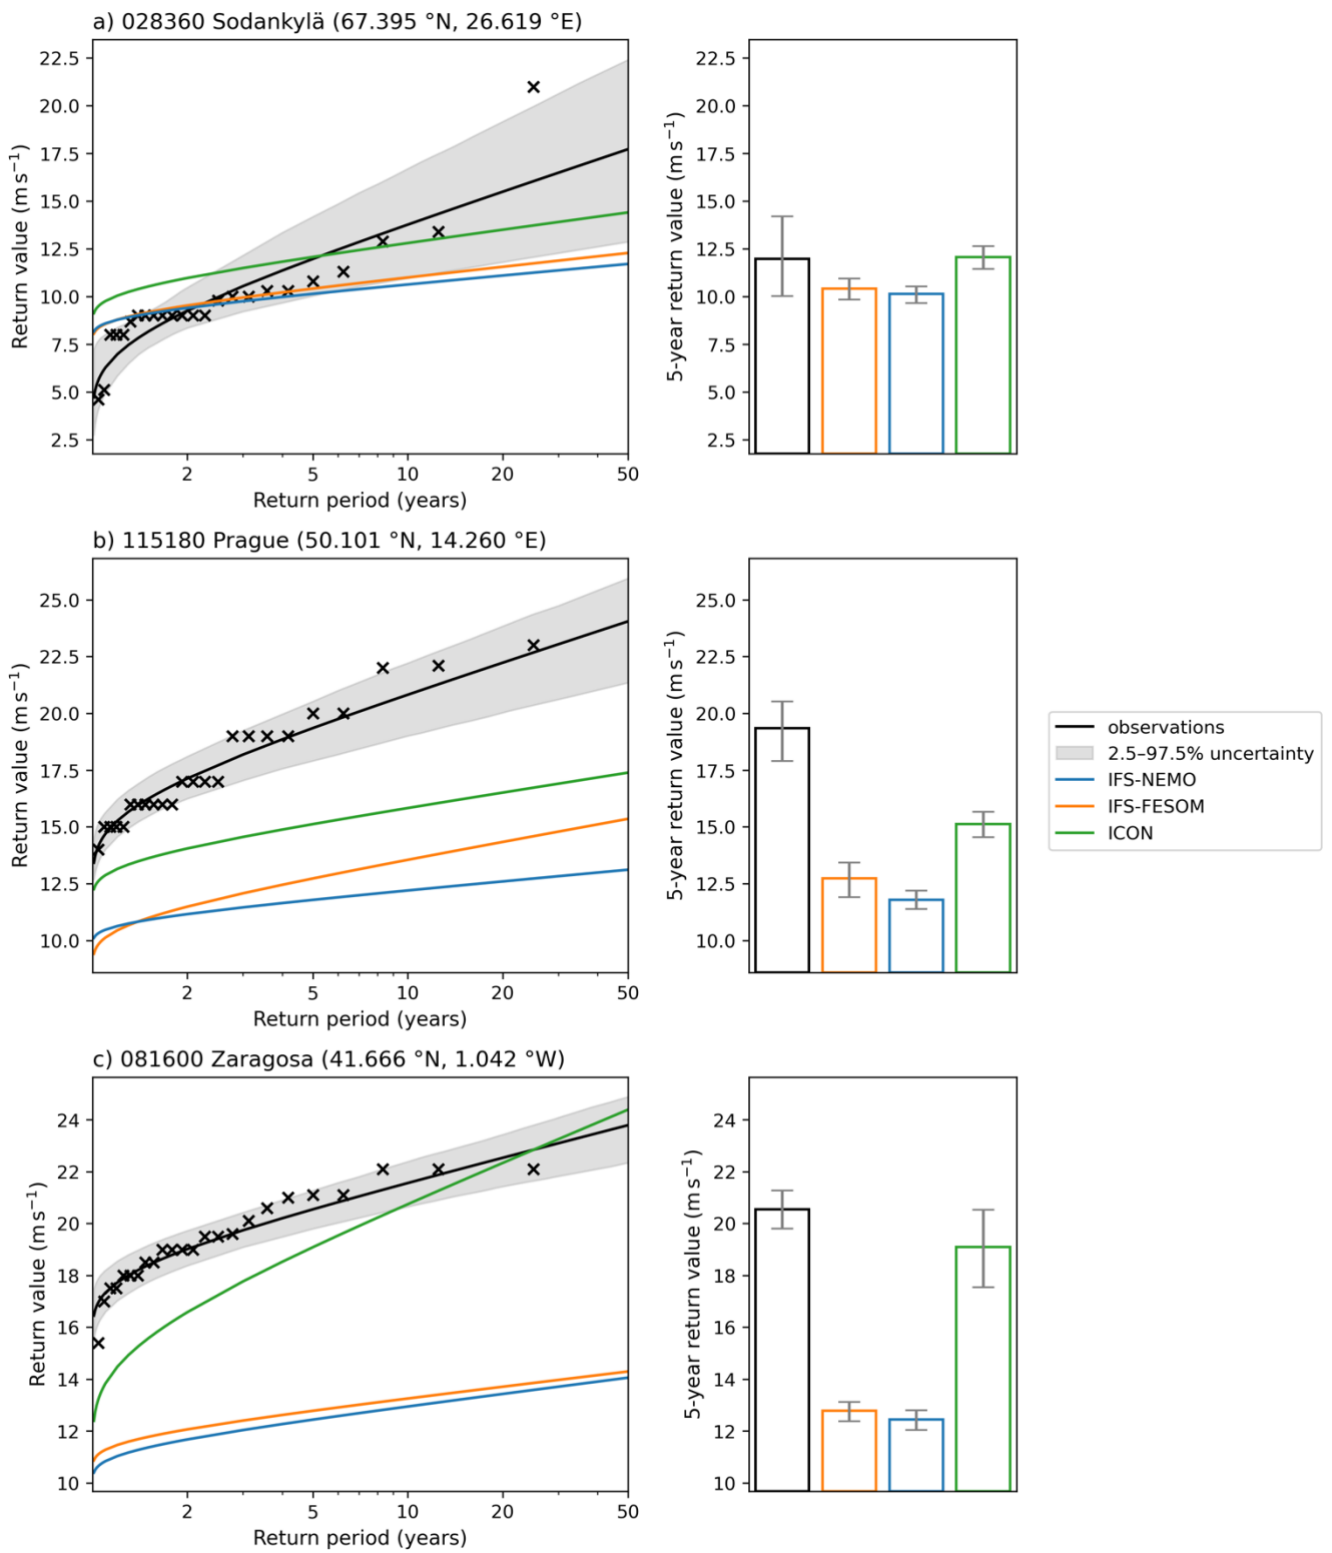 a) 028360 Sodankylä (67.395 °N, 26.619 °E)
Return value (m s⁻¹)
22.5
20.0
17.5
15.0
12.5
10.0
7.5
5.0
2.5
2 5 10 20 50
Return period (years)
5-year return value (m s⁻¹)
22.5
20.0
17.5
15.0
12.5
10.0
7.5
5.0
2.5
b) 115180 Prague (50.101 °N, 14.260 °E)
Return value (m s⁻¹)
25.0
22.5
20.0
17.5
15.0
12.5
10.0
2 5 10 20 50
Return period (years)
5-year return value (m s⁻¹)
25.0
22.5
20.0
17.5
15.0
12.5
10.0
observations
2.5–97.5% uncertainty
IFS-NEMO
IFS-FESOM
ICON
c) 081600 Zaragosa (41.666 °N, 1.042 °W)
Return value (m s⁻¹)
24
22
20
18
16
14
12
10
2 5 10 20 50
Return period (years)
5-year return value (m s⁻¹)
24
22
20
18
16
14
12
10